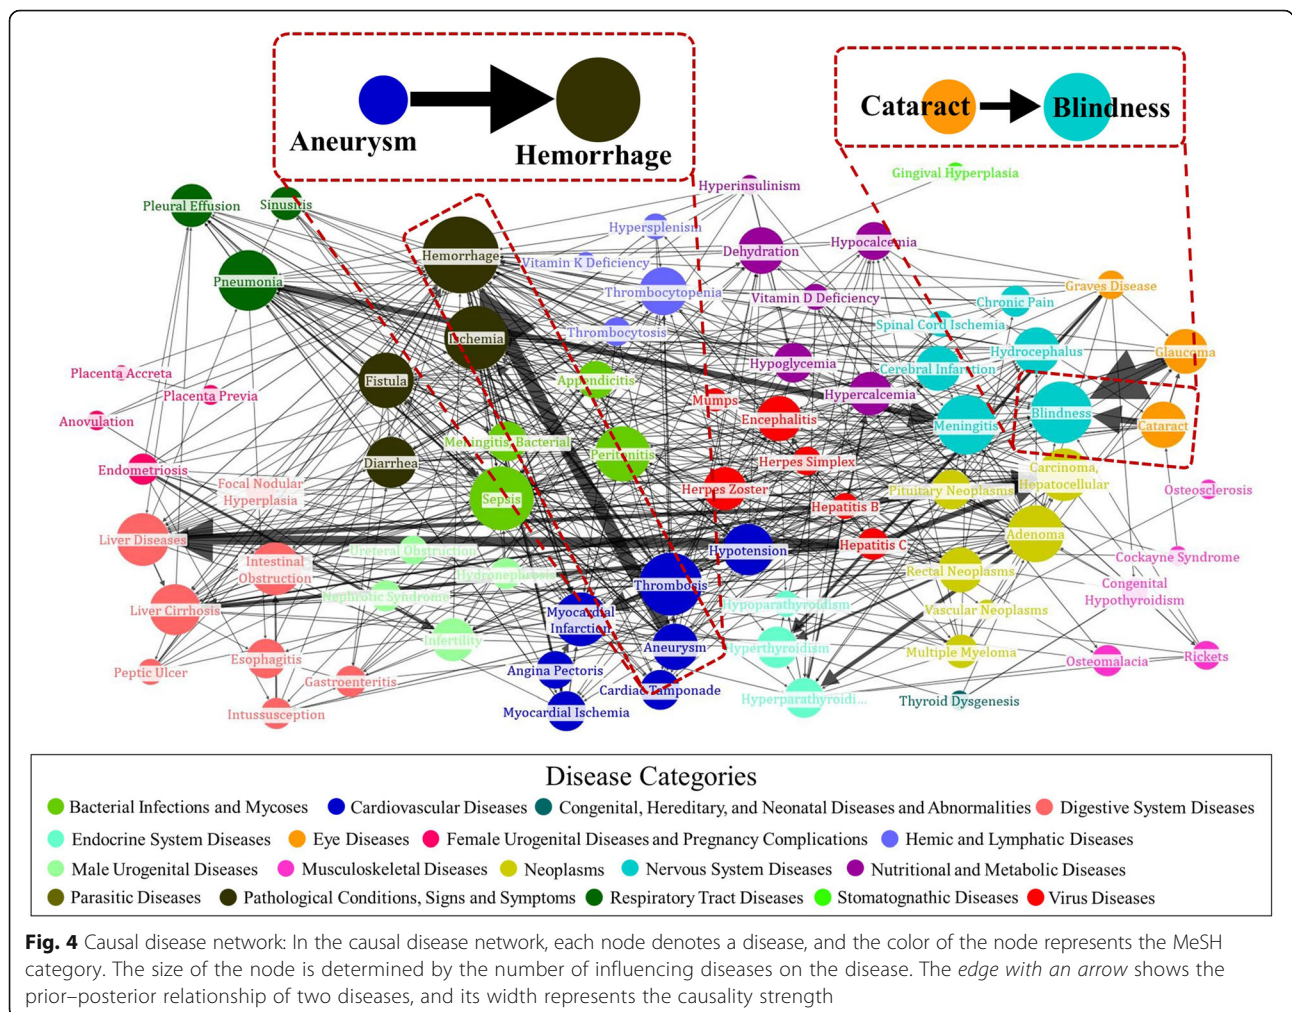 Aneurysm
Hemorrhage
Cataract
Blindness
Gingival Hyperplasia
Hyperinsulinism
Pleural Effusion
Sinusitis
Hypersplenism
Hypocalcemia
Dehydration
Hemorrhage
Vitamin K Deficiency
Pneumonia
Graves Disease
Thrombocytopenia
Vitamin D Deficiency
Chronic Pain
Spinal Cord Ischemia
Thrombocytosis
Ischemia
Hydrocephalus
Glaucoma
Hypoglycemia
Cerebral Infarction
Placenta Accreta
Fistula
Appendicitis
Placenta Previa
Hypercalcemia
Mumps
Blindness
Anovulation
Encephalitis
Meningitis
Cataract
Meningitis, Bacterial
Peritonitis
Diarrhea
Herpes Simplex
Carcinoma,
Hepatocellular
Endometriosis
Focal Nodular
Hyperplasia
Herpes Zoster
Pituitary Neoplasms
Osteosclerosis
Sepsis
Hepatitis B
Adenoma
Liver Diseases
Ureteral Obstruction
Hypotension
Hepatitis C
Cockayne Syndrome
Intestinal
Obstruction
Hydronephrosis
Rectal Neoplasms
Thrombosis
Congenital
Hypothyroidism
Nephrotic Syndrome
Hypoparathyroidism
Vascular Neoplasms
Liver Cirrhosis
Myocardial
Infarction
Infertility
Aneurysm
Hyperthyroidism
Multiple Myeloma
Rickets
Esophagitis
Osteomalacia
Peptic Ulcer
Angina Pectoris
Gastroenteritis
Cardiac Tamponade
Hyperparathyroidi...
Thyroid Dysgenesis
Intussusception
Myocardial Ischemia
Disease Categories
Bacterial Infections and Mycoses Cardiovascular Diseases Congenital, Hereditary, and Neonatal Diseases and Abnormalities Digestive System Diseases
Endocrine System Diseases Eye Diseases Female Urogenital Diseases and Pregnancy Complications Hemic and Lymphatic Diseases
Male Urogenital Diseases Musculoskeletal Diseases Neoplasms Nervous System Diseases Nutritional and Metabolic Diseases
Parasitic Diseases Pathological Conditions, Signs and Symptoms Respiratory Tract Diseases Stomatognathic Diseases Virus Diseases
Fig. 4 Causal disease network: In the causal disease network, each node denotes a disease, and the color of the node represents the MeSH
category. The size of the node is determined by the number of influencing diseases on the disease. The edge with an arrow shows the
prior–posterior relationship of two diseases, and its width represents the causality strength